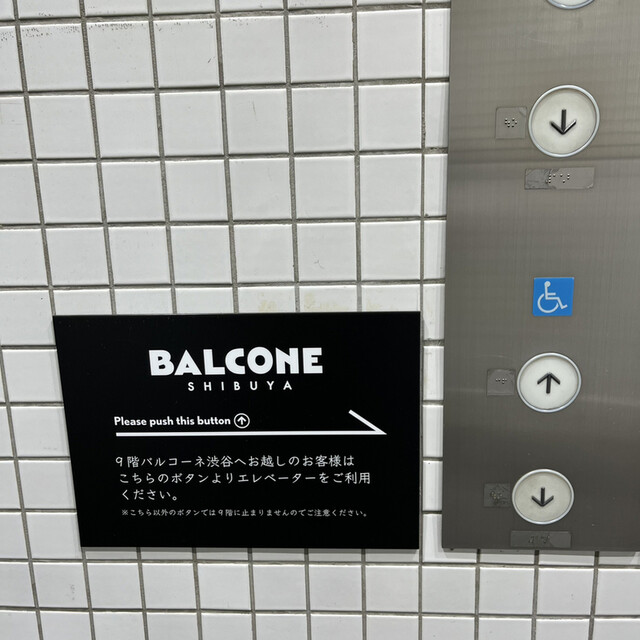 BALCONE
SHIBUYA
Please push this button ↑
9階バルコーネ渋谷へお越しのお客様は
こちらのボタンよりエレベーターをご利用
ください。
※こちら以外のボタンでは9階に止まりませんのでご注意ください。